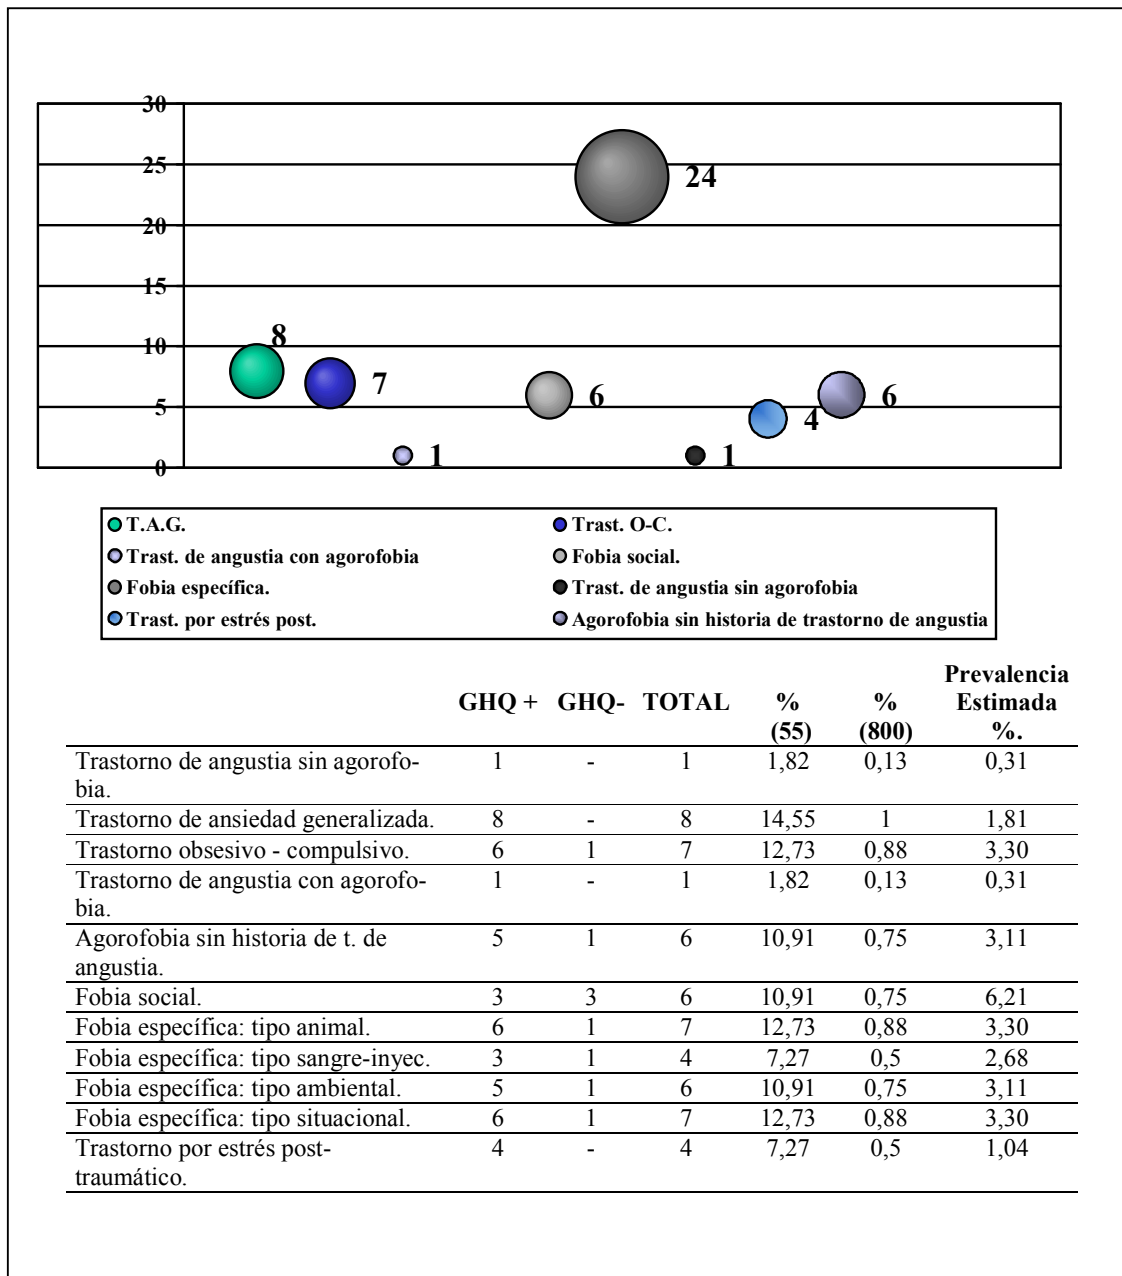 30
25
24
20
15
10
8
7
6
6
5
4
1
1
0
T.A.G.
Trast. O-C.
Trast. de angustia con agorofobia
Fobia social.
Fobia específica.
Trast. de angustia sin agorofobia
Trast. por estrés post.
Agorofobia sin historia de trastorno de angustia
Prevalencia
GHQ + GHQ- TOTAL % % Estimada
(55) (800) %.
Trastorno de angustia sin agorofo- 1 - 1 1,82 0,13 0,31
bia.
Trastorno de ansiedad generalizada. 8 - 8 14,55 1 1,81
Trastorno obsesivo - compulsivo. 6 1 7 12,73 0,88 3,30
Trastorno de angustia con agorofo- 1 - 1 1,82 0,13 0,31
bia.
Agorofobia sin historia de t. de 5 1 6 10,91 0,75 3,11
angustia.
Fobia social. 3 3 6 10,91 0,75 6,21
Fobia específica: tipo animal. 6 1 7 12,73 0,88 3,30
Fobia específica: tipo sangre-inyec. 3 1 4 7,27 0,5 2,68
Fobia específica: tipo ambiental. 5 1 6 10,91 0,75 3,11
Fobia específica: tipo situacional. 6 1 7 12,73 0,88 3,30
Trastorno por estrés post- 4 - 4 7,27 0,5 1,04
traumático.